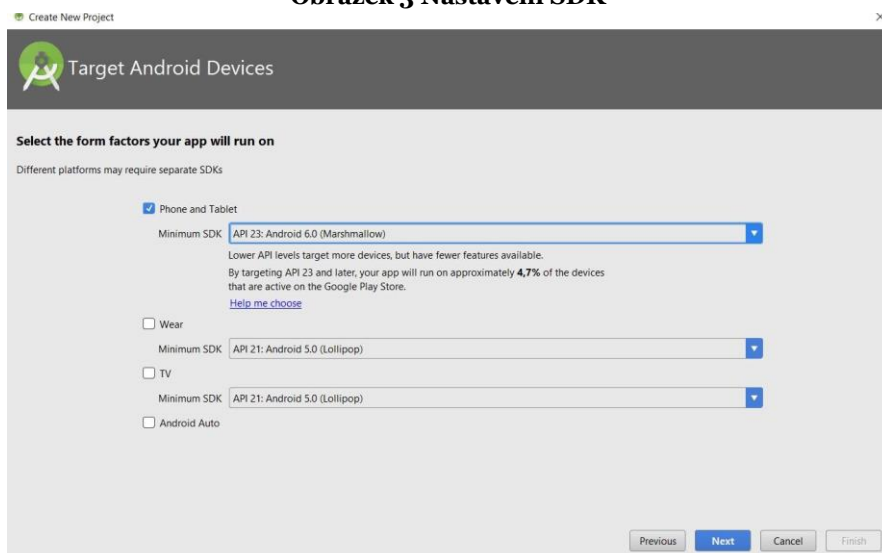 Obrázek 3 Nastavení SDK
Create New Project
Target Android Devices
Select the form factors your app will run on
Different platforms may require separate SDKs
Phone and Tablet
Minimum SDK API 23: Android 6.0 (Marshmallow)
Lower API levels target more devices, but have fewer features available.
By targeting API 23 and later, your app will run on approximately 4,7% of the devices
that are active on the Google Play Store.
Help me choose
Wear
Minimum SDK API 21: Android 5.0 (Lollipop)
TV
Minimum SDK API 21: Android 5.0 (Lollipop)
Android Auto
Previous Next Cancel Finish